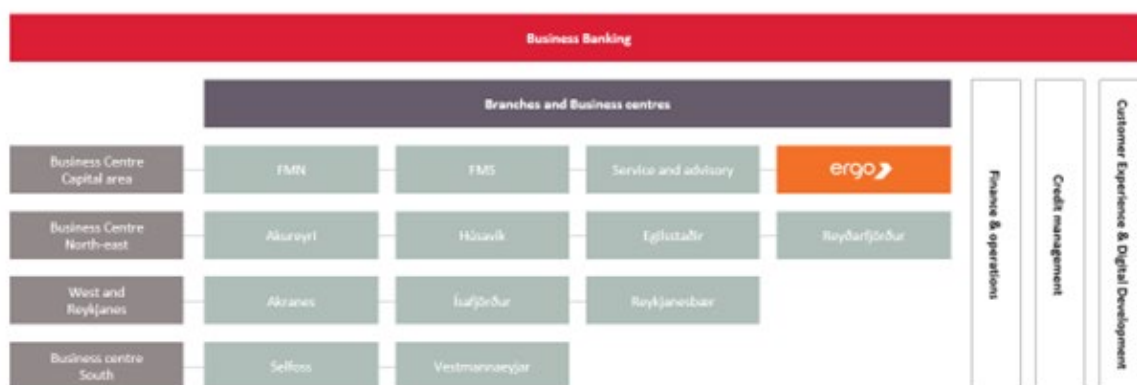 Business Banking
Branches and Business centres
Business Centre
Capital area
FMN
FMS
Service and advisory
ergo
Business Centre
North-east
Akureyri
Húsavík
Egilsstaðir
Reyðarfjörður
West and
Reykjanes
Akranes
Ísafjörður
Reykjanesbær
Business centre
South
Selfoss
Vestmannaeyjar
Finance & operations
Credit management
Customer Experience & Digital Development